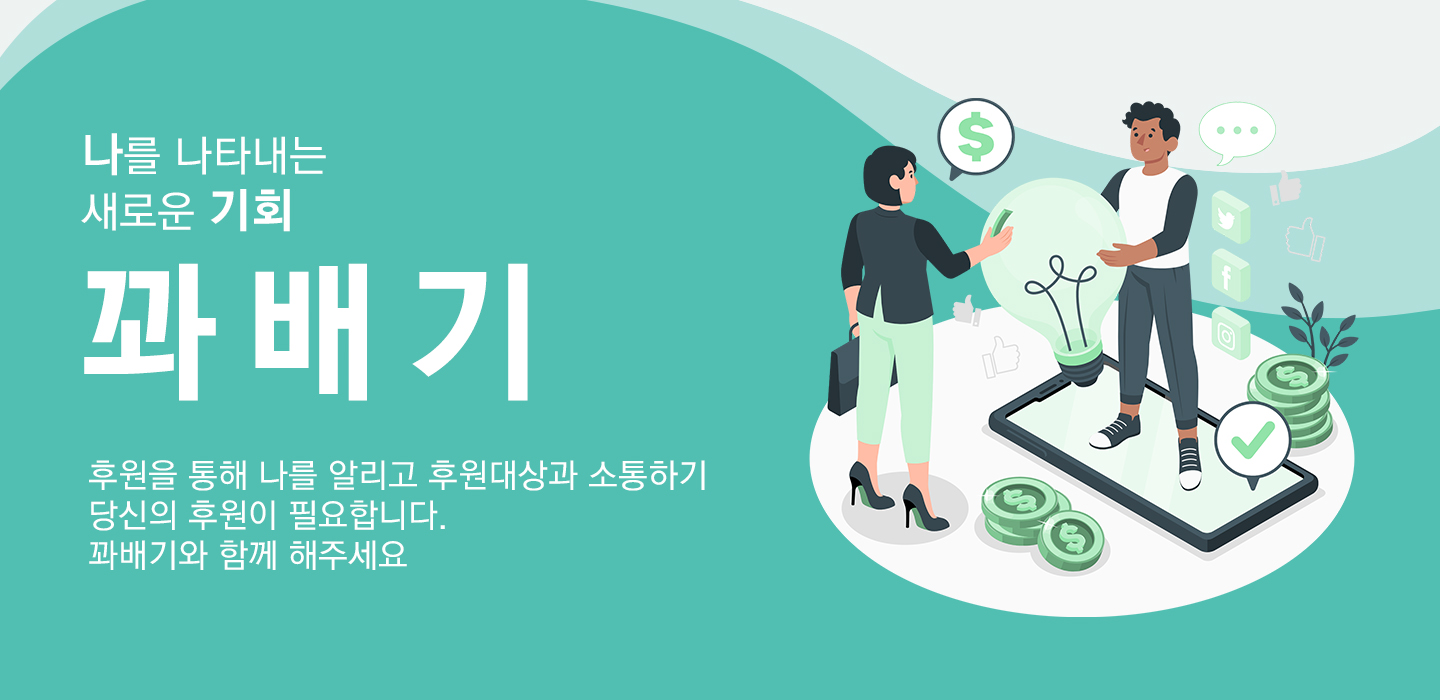 나를 나타내는
새로운 기회
꽈배기
후원을 통해 나를 알리고 후원대상과 소통하기
당신의 후원이 필요합니다.
꽈배기와 함께 해주세요